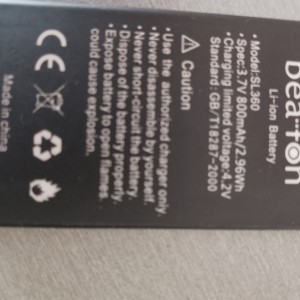 Bea-fon
Li-ion Battery
• Model: SL360
• Spec: 3.7V 800mAh/2.96Wh
• Charging limited voltage: 4.2V
Standard: GB/T18287-2000
Caution
• Use the authorized charger only.
• Never disassemble by yourself.
• Never short-circuit the battery.
• Dispose of the battery properly.
• Expose battery to open flames,
could cause explosion.
Made in china